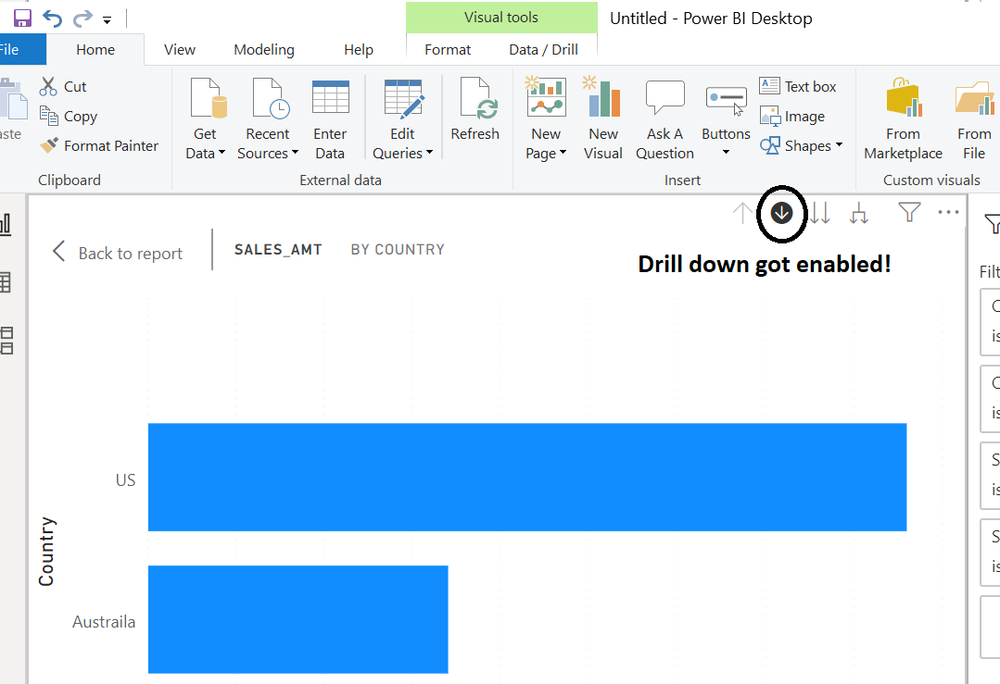 Visual tools
Untitled - Power BI Desktop
File
Home
View
Modeling
Help
Format
Data / Drill
Cut
Copy
Format Painter
aste
Get
Data
Recent
Sources
Enter
Data
Edit
Queries
Refresh
New
Page
New
Visual
Ask A
Question
Buttons
Text box
Image
Shapes
From
Marketplace
From
File
Clipboard
External data
Insert
Custom visuals
Back to report
SALES_AMT
BY COUNTRY
Drill down got enabled!
Filt
C
is
C
is
S
is
S
is
US
Country
Austraila